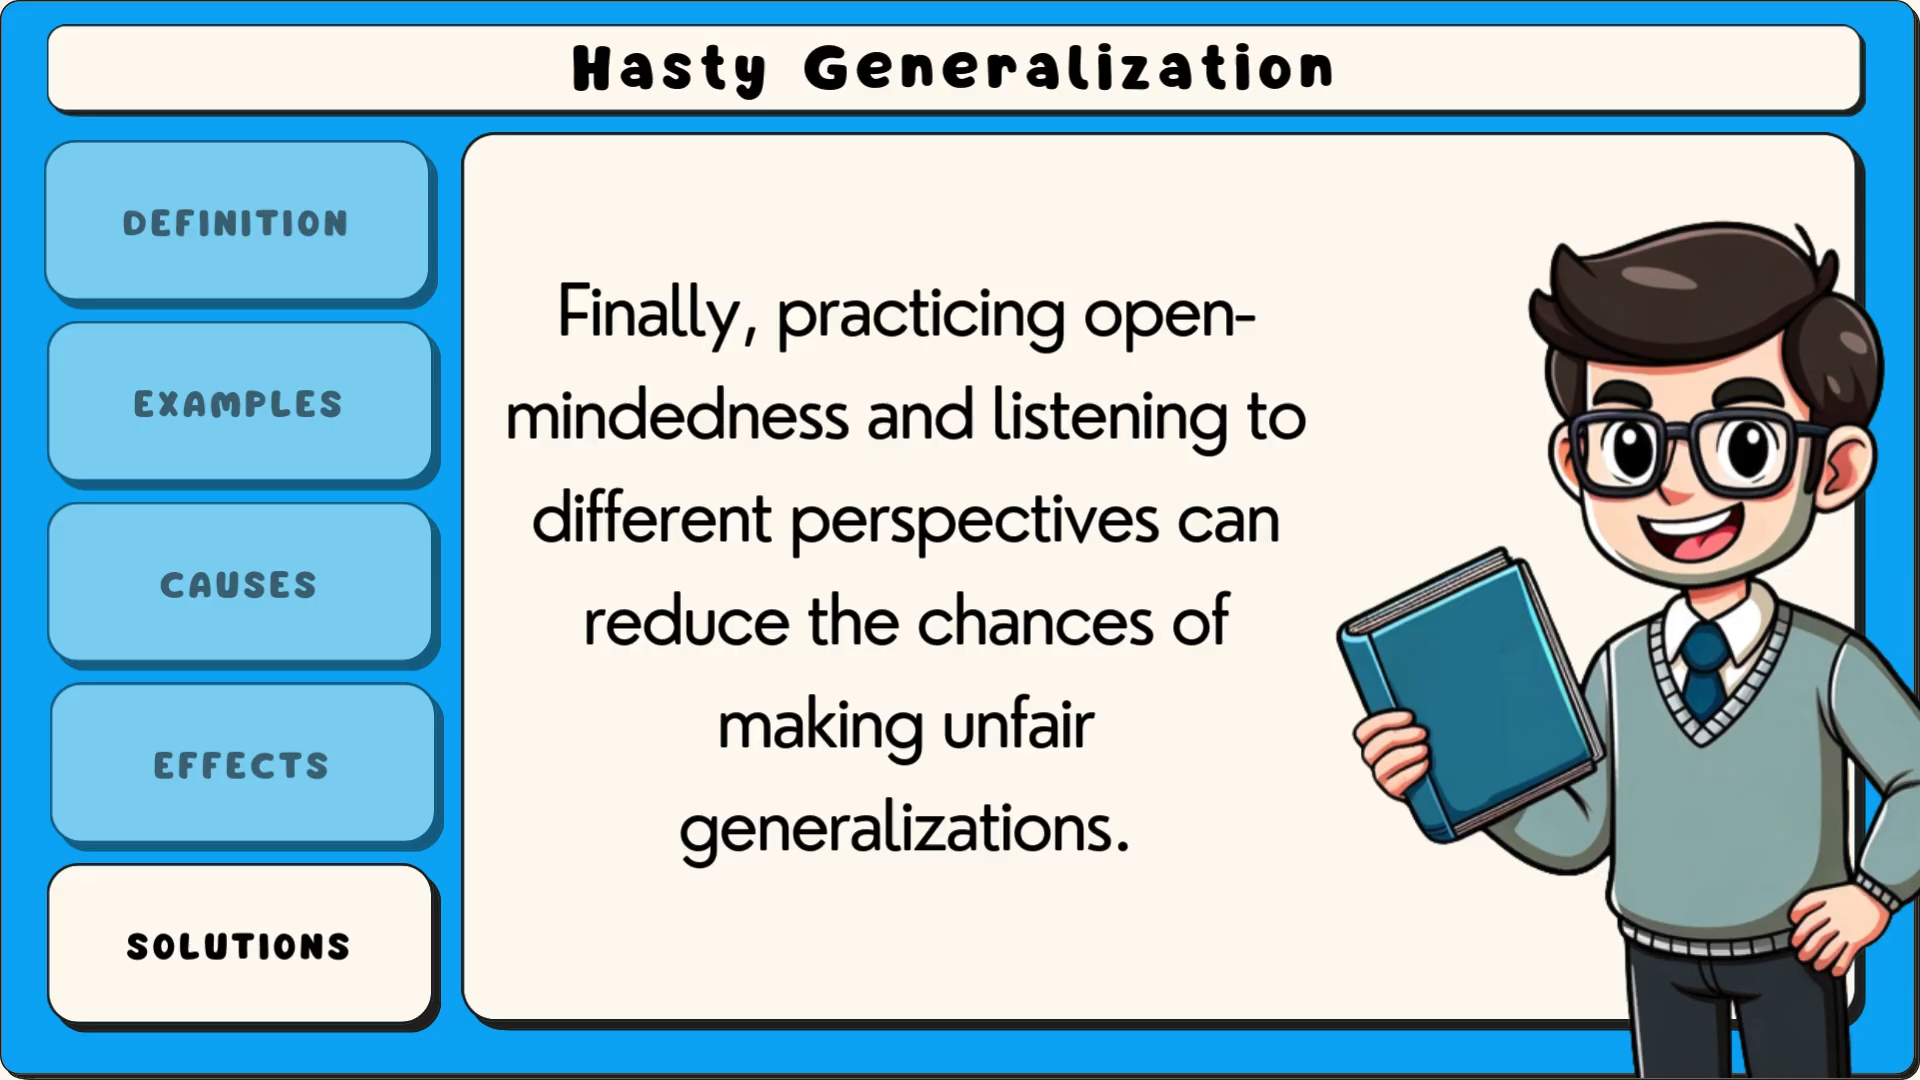 Hasty Generalization
DEFINITION
EXAMPLES
CAUSES
EFFECTS
SOLUTIONS
Finally, practicing open-
mindedness and listening to
different perspectives can
reduce the chances of
making unfair
generalizations.